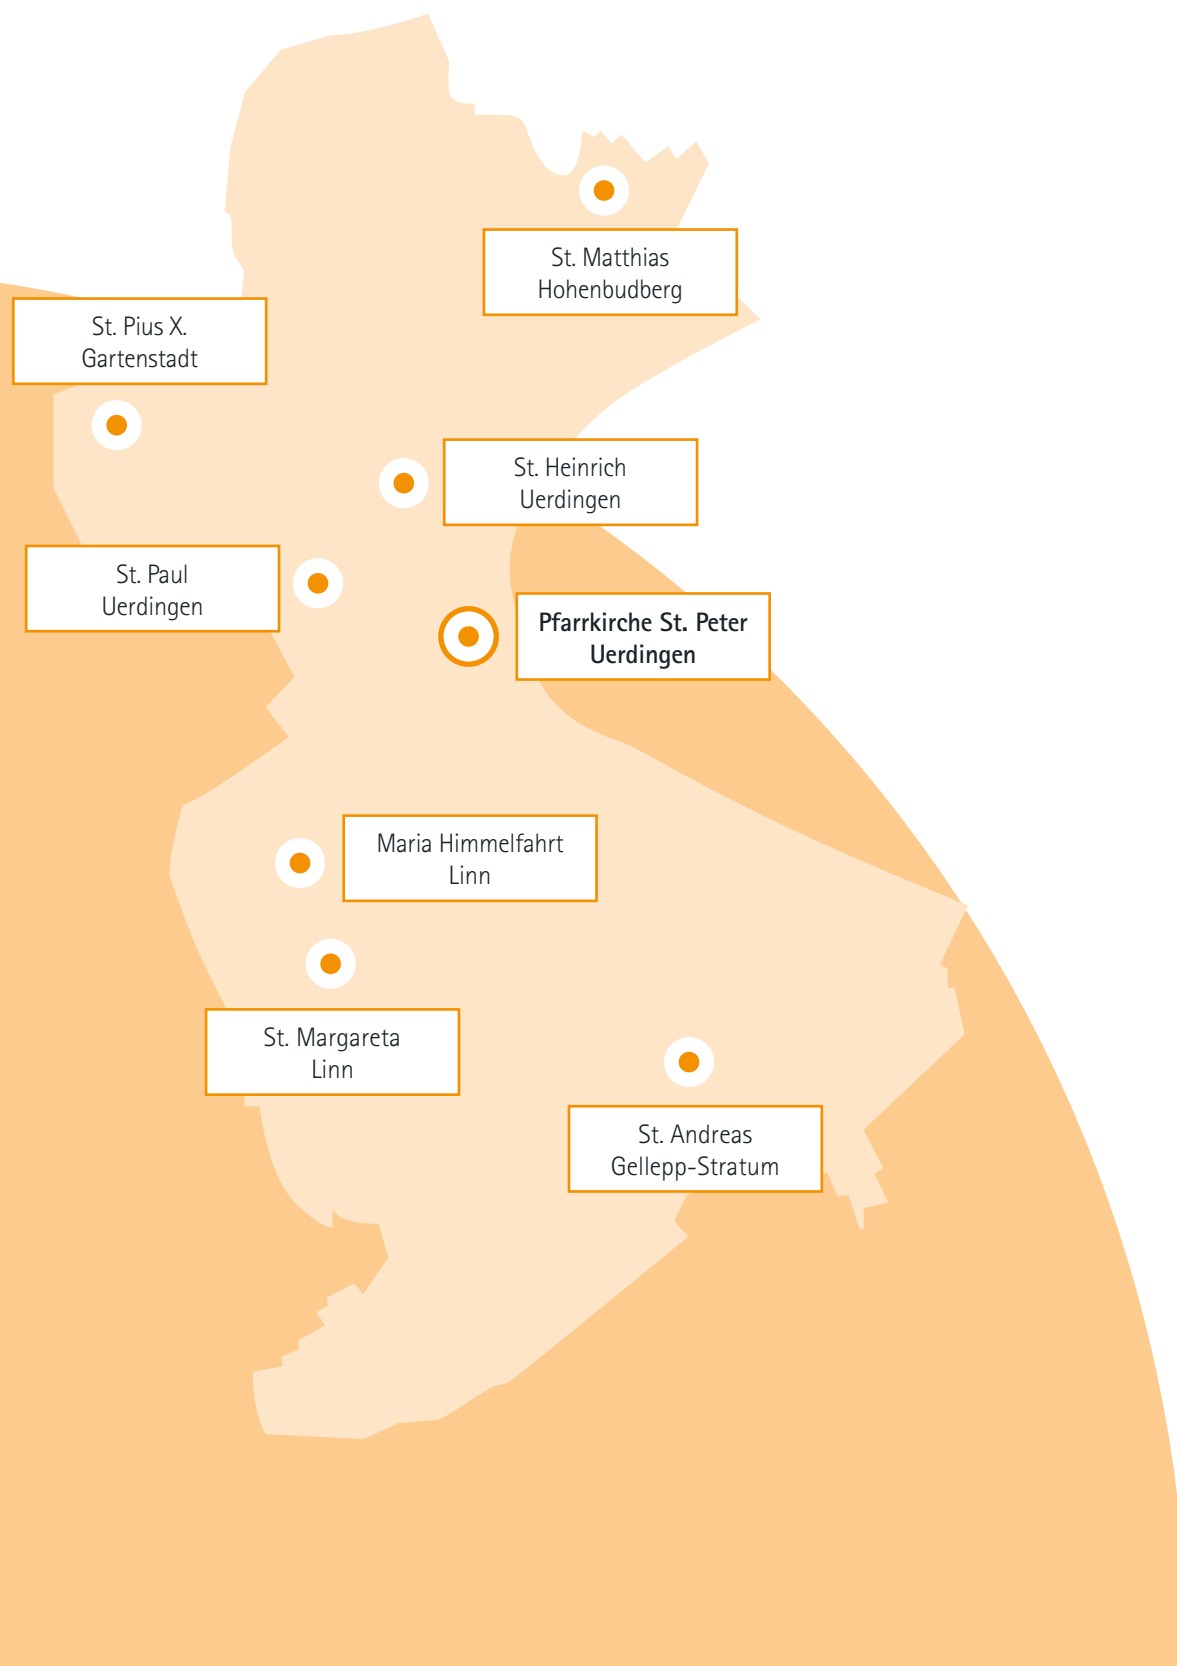 St. Matthias
Hohenbudberg
St. Pius X.
Gartenstadt
St. Heinrich
Uerdingen
St. Paul
Uerdingen
Pfarrkirche St. Peter
Uerdingen
Maria Himmelfahrt
Linn
St. Margareta
Linn
St. Andreas
Gellepp-Stratum